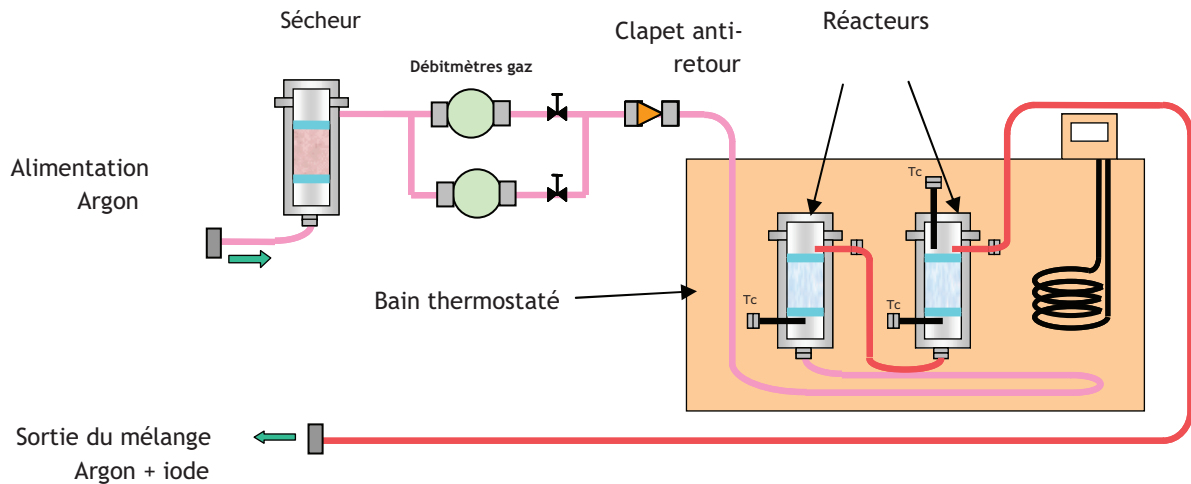 Sécheur
Débitmètres gaz
Clapet anti-
retour
Réacteurs
Alimentation
Argon
Tc
Tc
Tc
Bain thermostaté
Sortie du mélange
Argon + iode